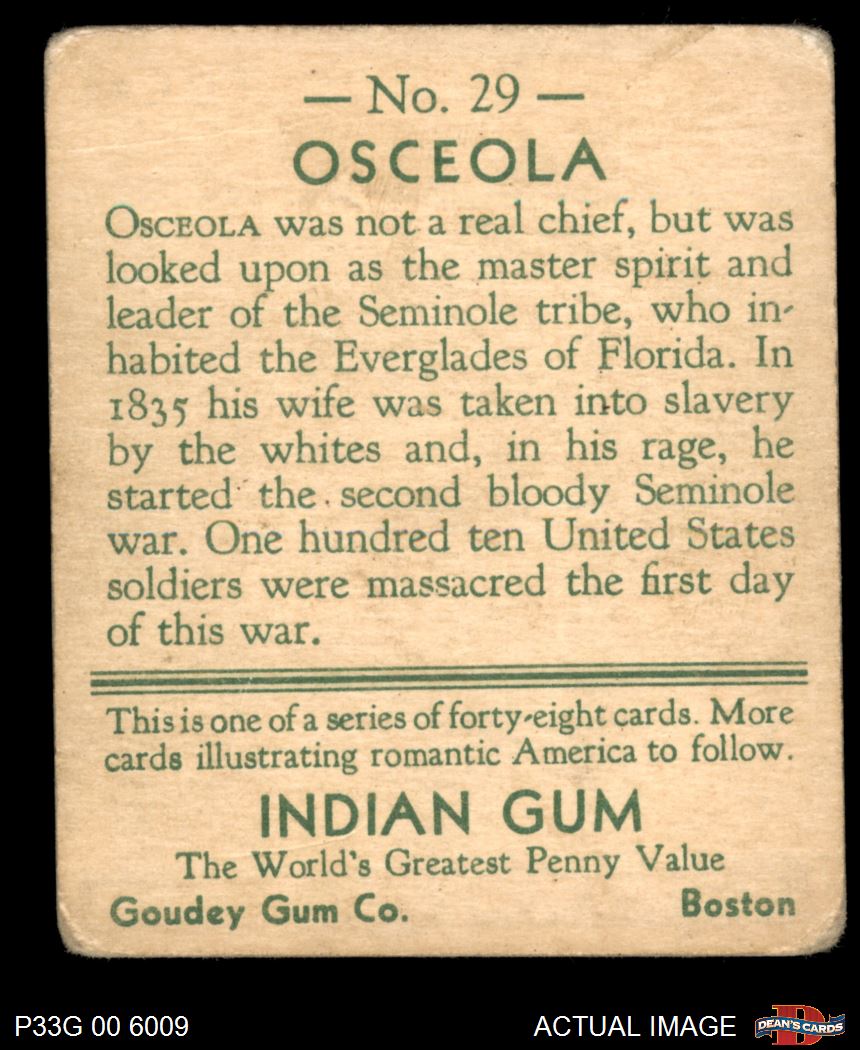 — No. 29 —
OSCEOLA
OSCEOLA was not a real chief, but was
looked upon as the master spirit and
leader of the Seminole tribe, who in-
habited the Everglades of Florida. In
1835 his wife was taken into slavery
by the whites and, in his rage, he
started the second bloody Seminole
war. One hundred ten United States
soldiers were massacred the first day
of this war.
This is one of a series of forty-eight cards. More
cards illustrating romantic America to follow.
INDIAN GUM
The World's Greatest Penny Value
Goudey Gum Co. Boston
P33G 00 6009 ACTUAL IMAGE D DEAN'S CARDS